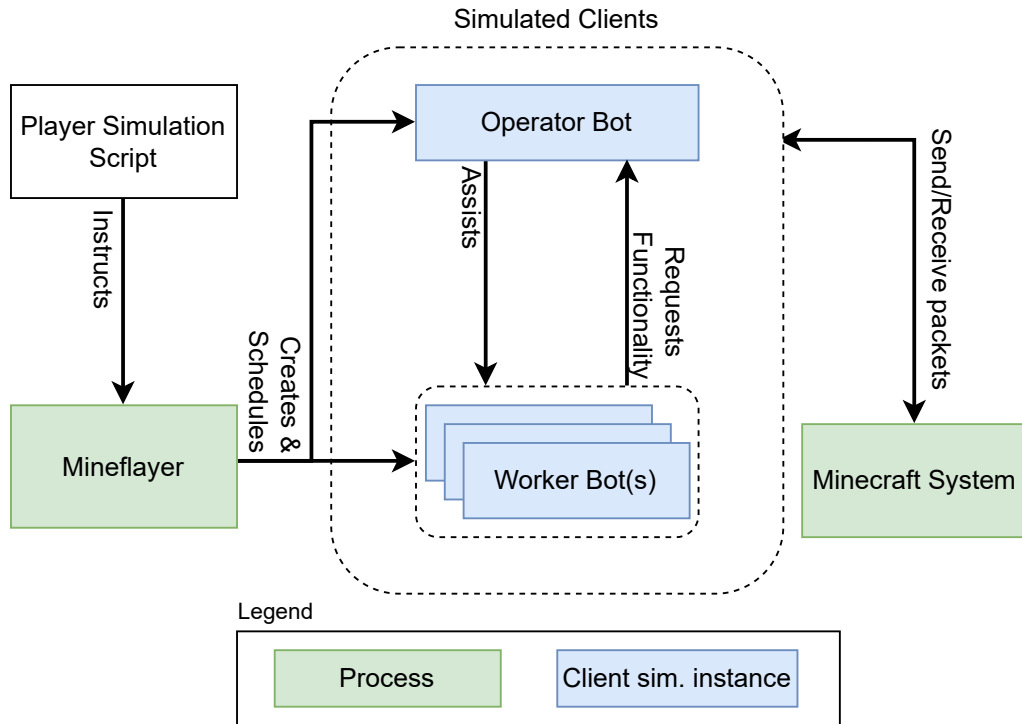 Simulated Clients
Player Simulation
Script
Operator Bot
Instructs
Assists
Requests
Functionality
Send/Receive packets
Creates &
Schedules
Mineflayer
Worker Bot(s)
Minecraft System
Legend
Process
Client sim. instance